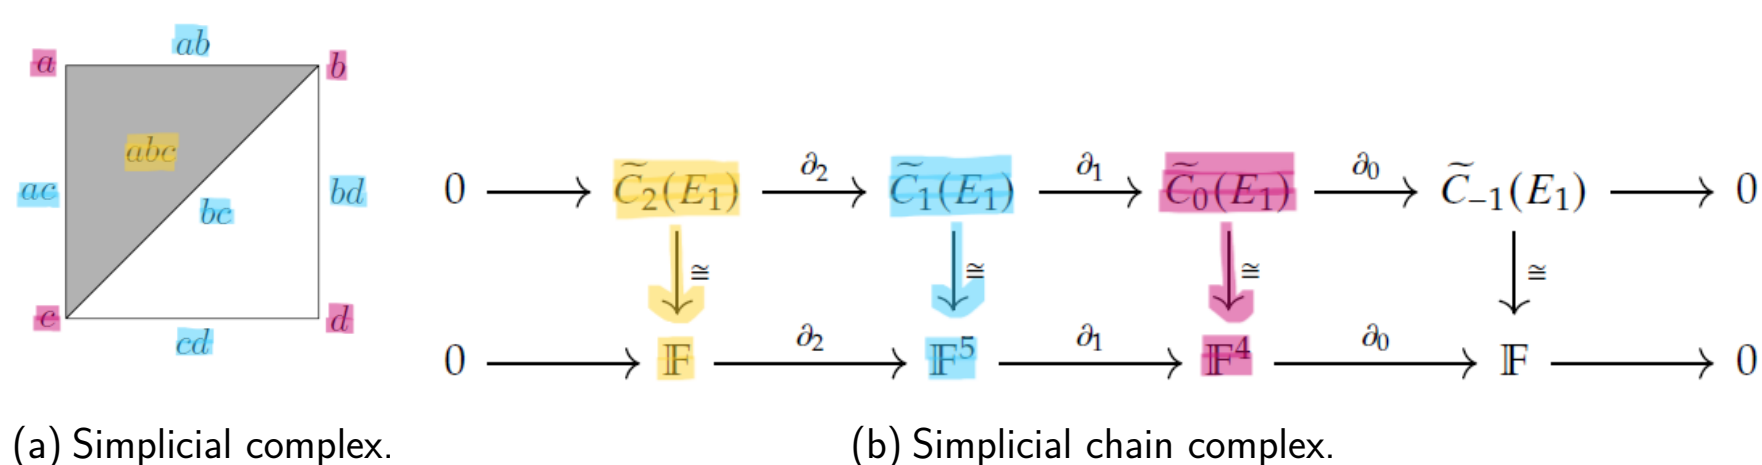 ab
a b
abc
ac bc bd
c d
cd
0 ⟶ C̃₂(E₁) ⟶ ∂₂ C̃₁(E₁) ⟶ ∂₁ C̃₀(E₁) ⟶ ∂₀ C̃₋₁(E₁) ⟶ 0
≅ ≅ ≅ ≅
0 ⟶ 𝔽 ⟶ ∂₂ 𝔽⁵ ⟶ ∂₁ 𝔽⁴ ⟶ ∂₀ 𝔽 ⟶ 0
(a) Simplicial complex.
(b) Simplicial chain complex.